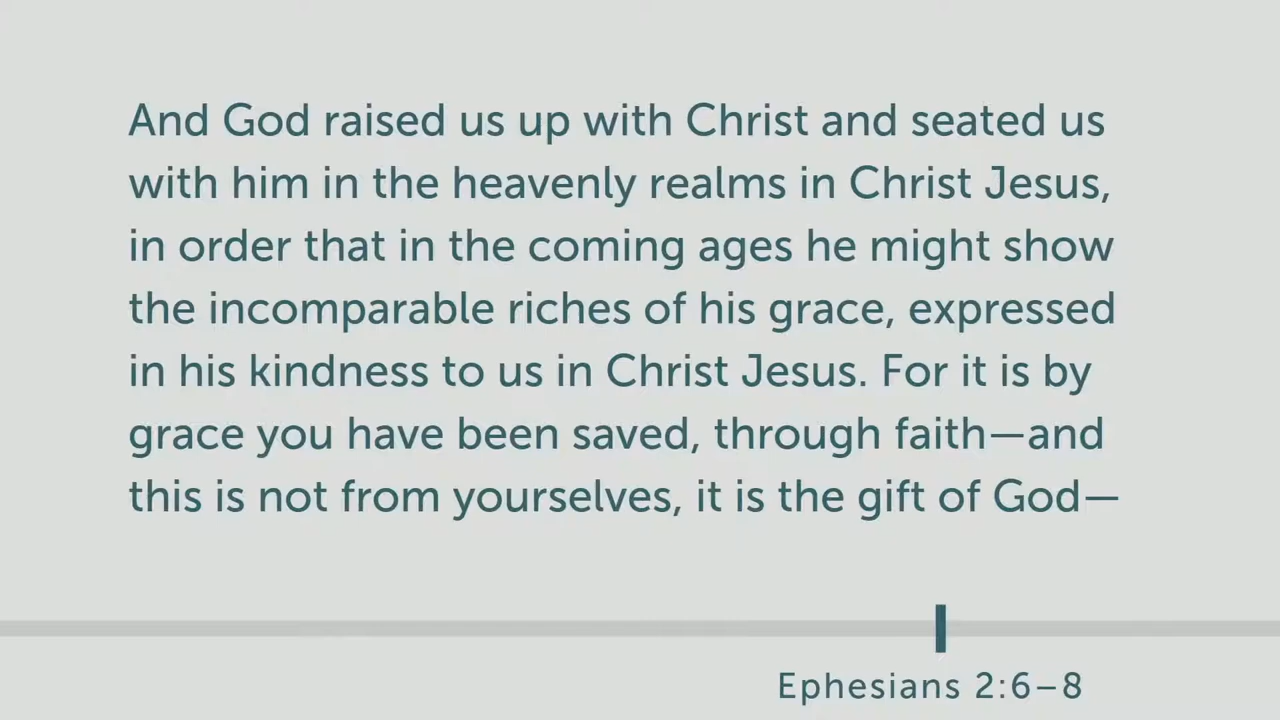 And God raised us up with Christ and seated us
with him in the heavenly realms in Christ Jesus,
in order that in the coming ages he might show
the incomparable riches of his grace, expressed
in his kindness to us in Christ Jesus. For it is by
grace you have been saved, through faith—and
this is not from yourselves, it is the gift of God—
Ephesians 2:6–8